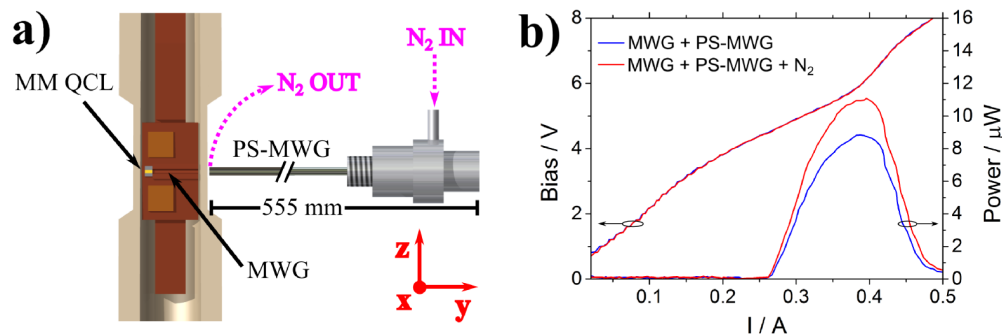 a)
N₂ IN
N₂ OUT
MM QCL
PS-MWG
555 mm
MWG
z
x
y
b)
MWG + PS-MWG
MWG + PS-MWG + N₂
Bias / V
8
6
4
2
0
Power / μW
16
14
12
10
8
6
4
2
0
0.1
0.2
0.3
0.4
0.5
I / A